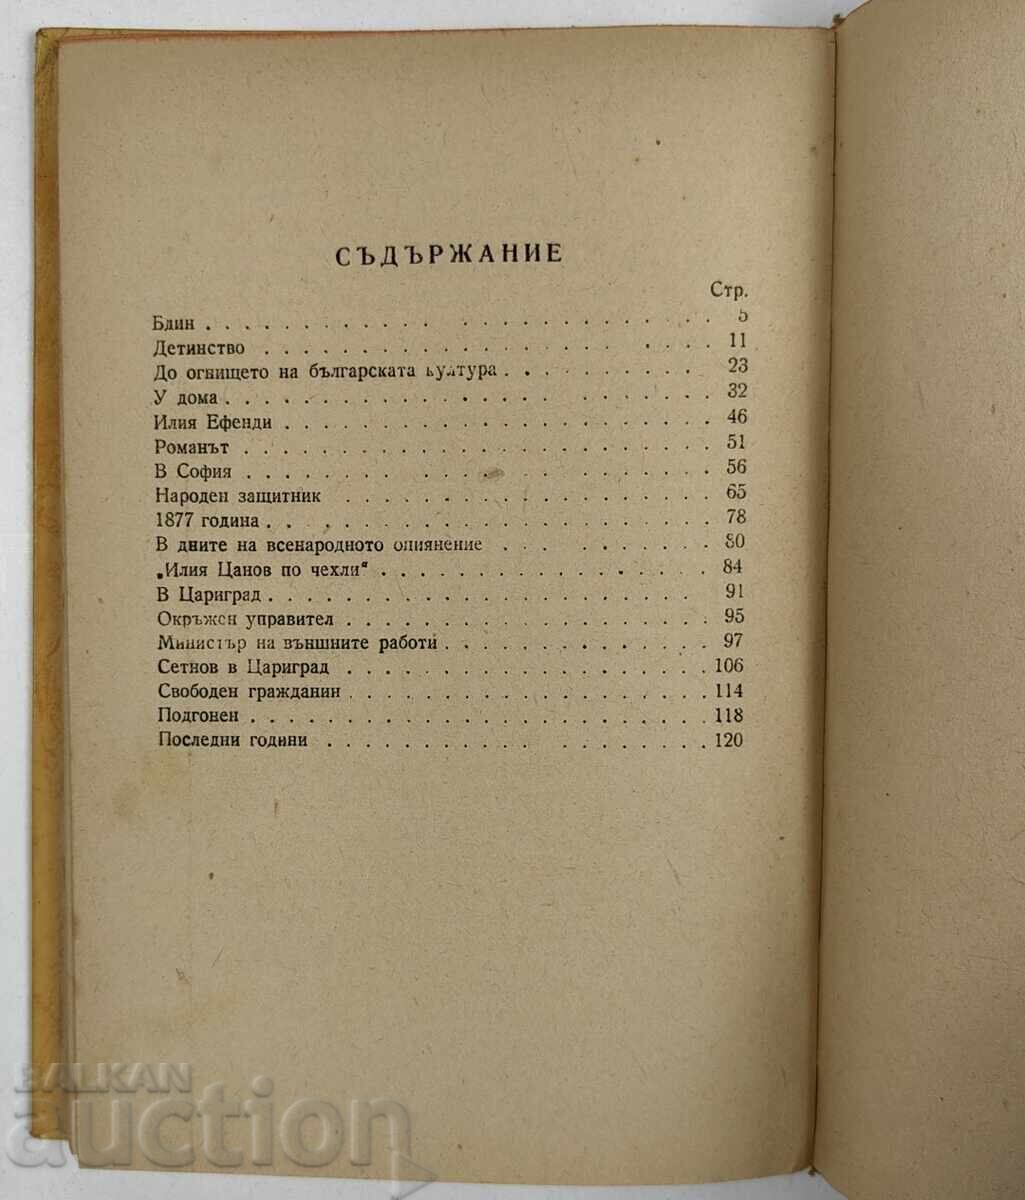 СЪДЪРЖАНИЕ
Стр.
Бдин . . . . . . . . . . . . . . . . . . . . . . . . 5
Детинство . . . . . . . . . . . . . . . . . . . . . 11
До огнището на българската култура . . . . . . . . . 23
У дома . . . . . . . . . . . . . . . . . . . . . . . 32
Илия Ефенди . . . . . . . . . . . . . . . . . . . . 46
Романът . . . . . . . . . . . . . . . . . . . . . . 51
В София . . . . . . . . . . . . . . . . . . . . . . 56
Народен защитник . . . . . . . . . . . . . . . . . . 65
1877 година . . . . . . . . . . . . . . . . . . . . 78
В дните на всенародното опиянение . . . . . . . . . . 80
„Илия Цанов по чехли“ . . . . . . . . . . . . . . . . 84
В Цариград . . . . . . . . . . . . . . . . . . . . . 91
Окръжен управител . . . . . . . . . . . . . . . . . . 95
Министър на външните работи . . . . . . . . . . . . . 97
Сетнов в Цариград . . . . . . . . . . . . . . . . . . 106
Свободен гражданин . . . . . . . . . . . . . . . . . 114
Подгонен . . . . . . . . . . . . . . . . . . . . . . 118
Последни години . . . . . . . . . . . . . . . . . . . 120
BALKAN
auction